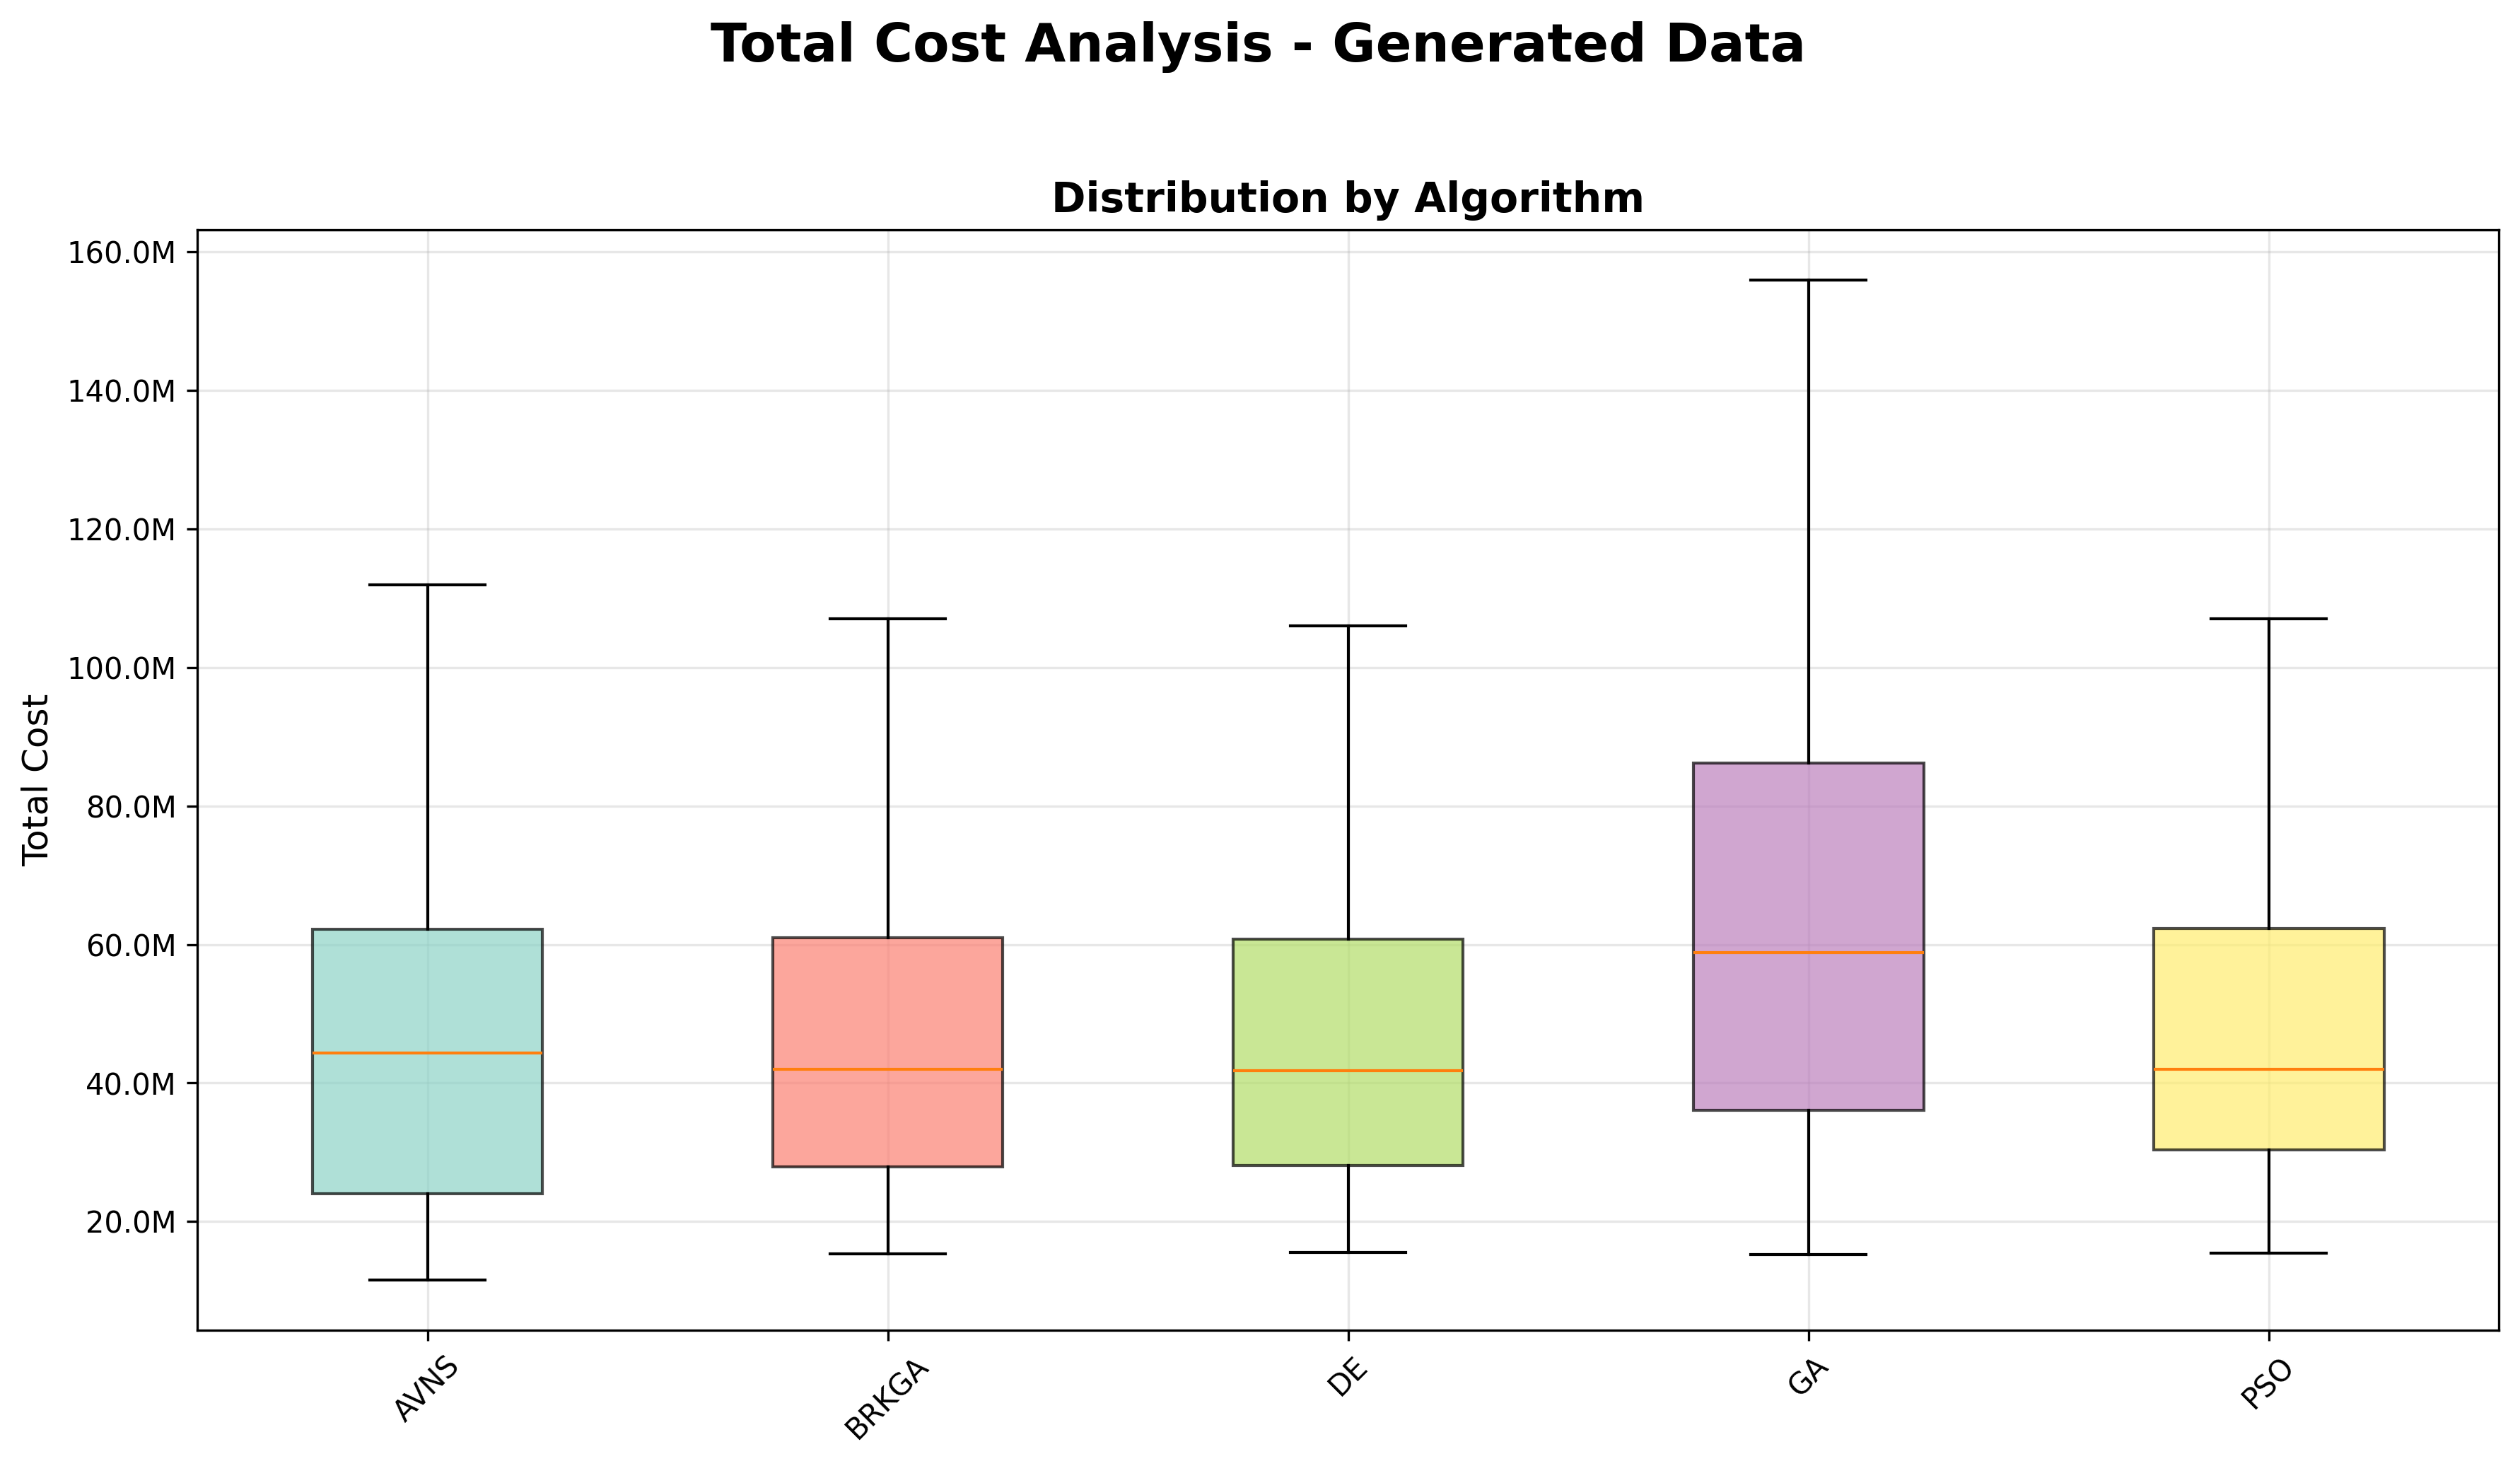 Total Cost Analysis - Generated Data
Distribution by Algorithm
Total Cost
160.0M
140.0M
120.0M
100.0M
80.0M
60.0M
40.0M
20.0M
AVNS
BRKGA
DE
GA
PSO